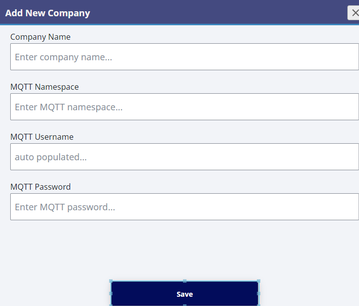 Add New Company
Company Name
Enter company name...
MQTT Namespace
Enter MQTT namespace...
MQTT Username
auto populated...
MQTT Password
Enter MQTT password...
Save